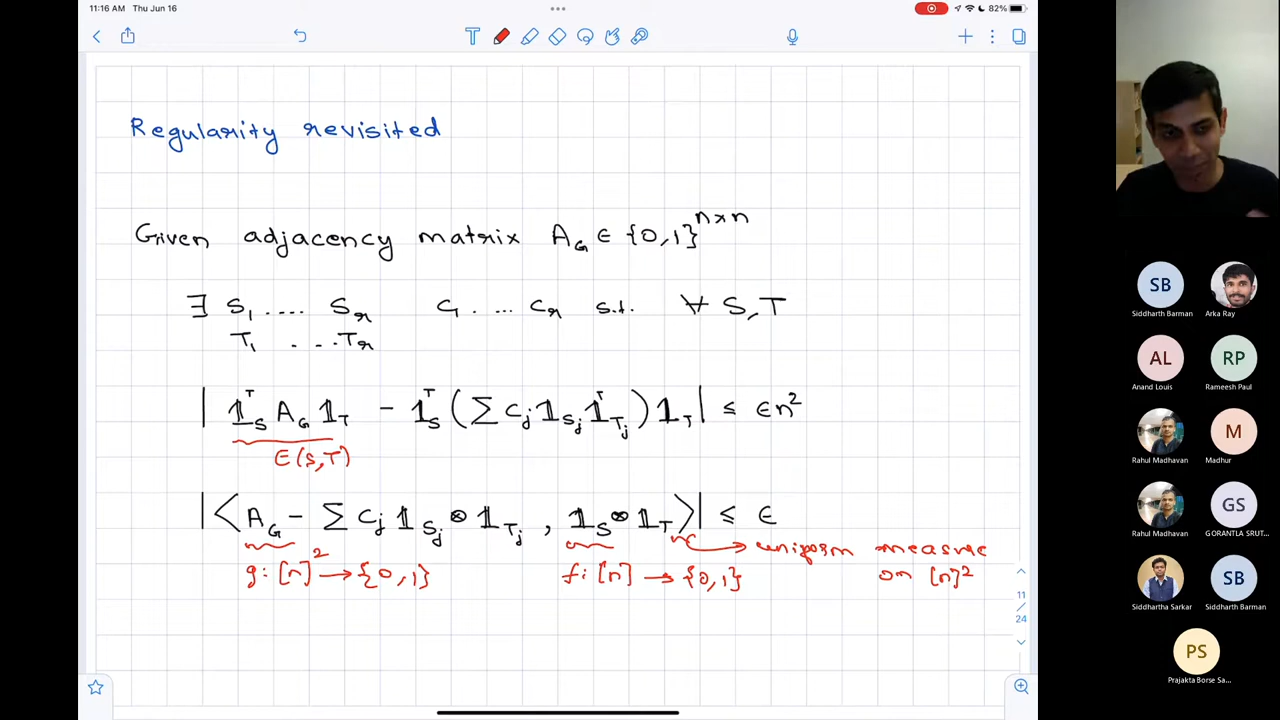 11:16 AM Thu Jun 16
82%
Regularity revisited
Given adjacency matrix A_G ∈ {0,1}^{n×n}
∃ S_1 .... S_r C_1 .... C_r s.t. ∀ S,T
T_1 .... T_r
| 𝟙_S^T A_G 𝟙_T - 𝟙_S^T (∑ C_j 𝟙_{S_j} 𝟙_{T_j}^T) 𝟙_T | ≤ εn²
E(S,T)
|⟨A_G - ∑ C_j 𝟙_{S_j} ⊗ 𝟙_{T_j}, 𝟙_S ⊗ 𝟙_T⟩| ≤ ε
g: [n]² → {0,1} f: [n] → {0,1} → uniform measure
on [n]²
11
/
24
SB
Siddharth Barman
Arka Ray
AL
Anand Louis
RP
Rameesh Paul
Rahul Madhavan
M
Madhur
Rahul Madhavan
GS
GORANTLA SRUT...
Siddhartha Sarkar
SB
Siddharth Barman
PS
Prajakta Borse Sa...